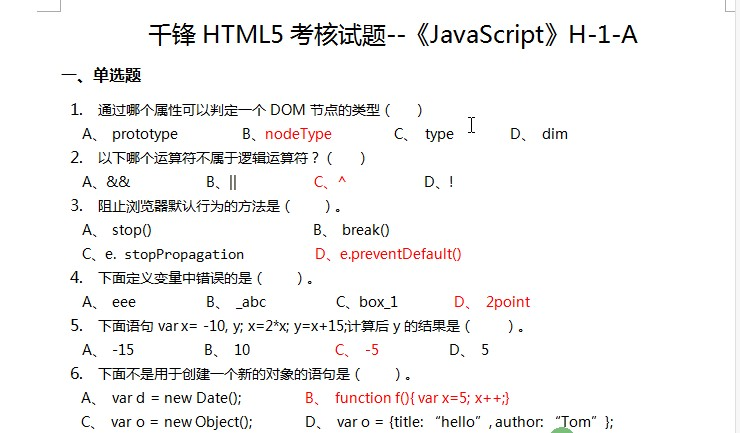 千锋 HTML5 考核试题--《JavaScript》H-1-A
一、单选题
1. 通过哪个属性可以判定一个 DOM 节点的类型（ ）
A、 prototype B、nodeType C、 type D、 dim
2. 以下哪个运算符不属于逻辑运算符？（ ）
A、&& B、|| C、^ D、!
3. 阻止浏览器默认行为的方法是（ ）。
A、 stop() B、 break()
C、e. stopPropagation D、e.preventDefault()
4. 下面定义变量中错误的是（ ）。
A、 eee B、 _abc C、box_1 D、 2point
5. 下面语句 var x= -10, y; x=2*x; y=x+15;计算后 y 的结果是（ ）。
A、 -15 B、 10 C、 -5 D、 5
6. 下面不是用于创建一个新的对象的语句是（ ）。
A、 var d = new Date(); B、 function f(){ var x=5; x++;}
C、 var o = new Object(); D、 var o = {title: “hello”, author: “Tom”};